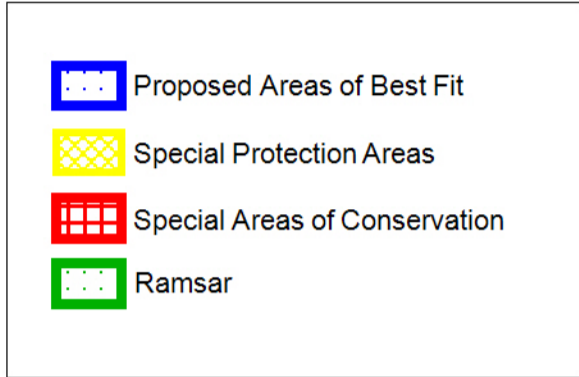 Proposed Areas of Best Fit
Special Protection Areas
Special Areas of Conservation
Ramsar